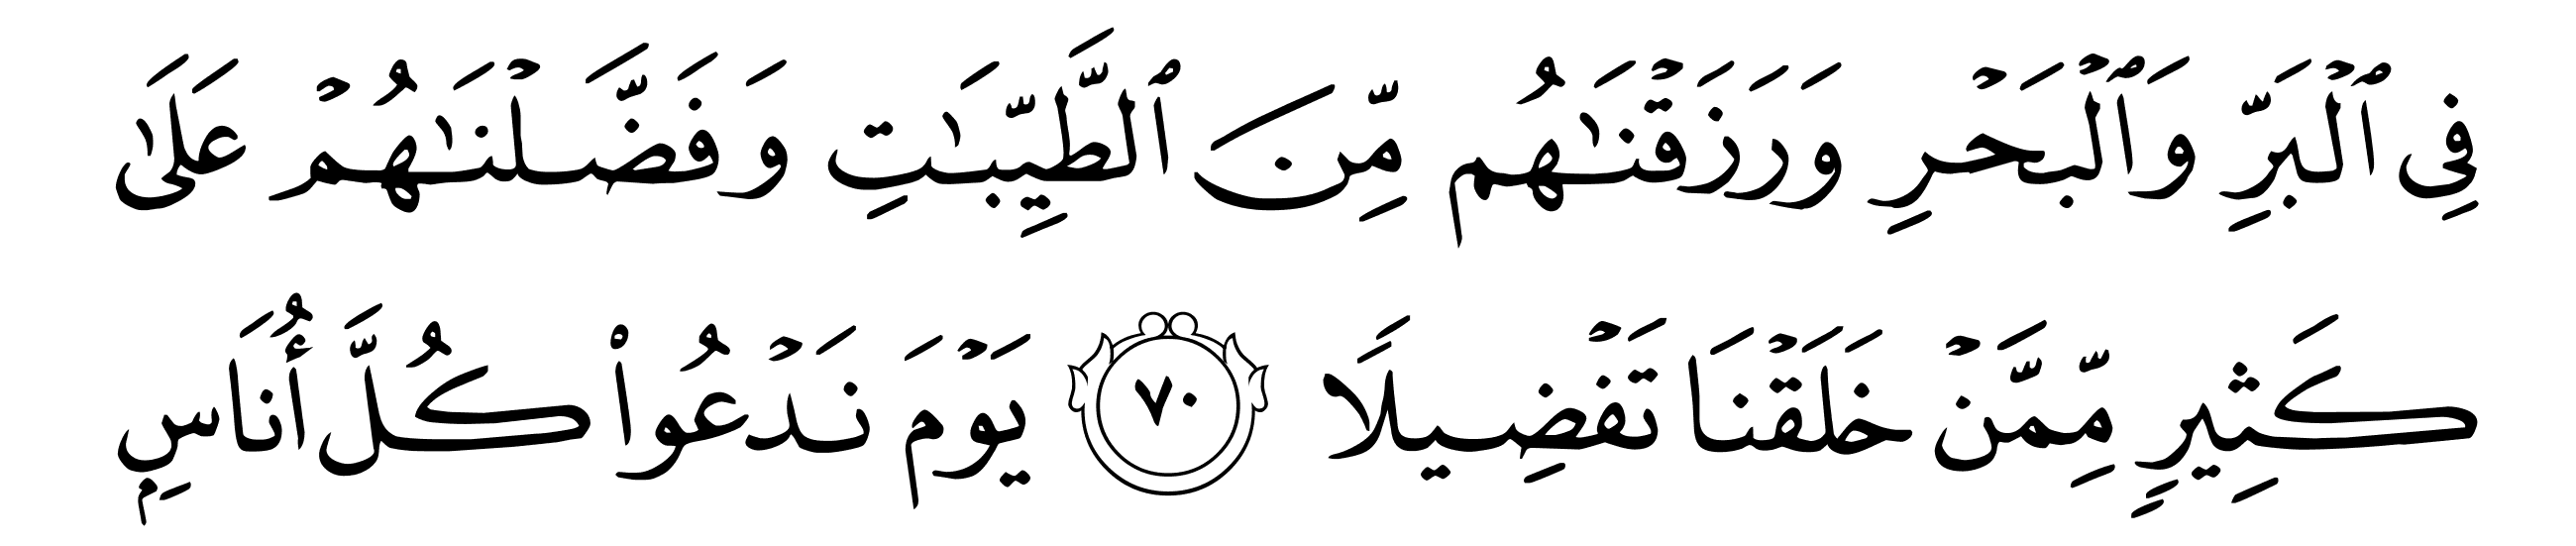 فِي ٱلْبَرِّ وَٱلْبَحْرِ وَرَزَقْنَٰهُم مِّنَ ٱلطَّيِّبَٰتِ وَفَضَّلْنَٰهُمْ عَلَىٰ
كَثِيرٍ مِّمَّنْ خَلَقْنَا تَفْضِيلًا ٧٠ يَوْمَ نَدْعُوا۟ كُلَّ أُنَاسِۭ